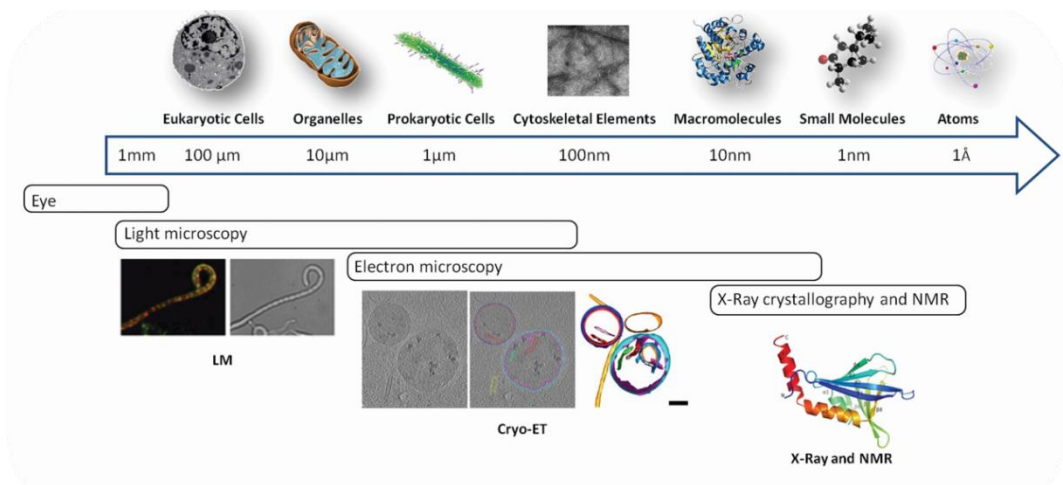 Eukaryotic Cells Organelles Prokaryotic Cells Cytoskeletal Elements Macromolecules Small Molecules Atoms
1mm 100 µm 10µm 1µm 100nm 10nm 1nm 1Å
Eye
Light microscopy
Electron microscopy
X-Ray crystallography and NMR
LM
Cryo-ET
X-Ray and NMR